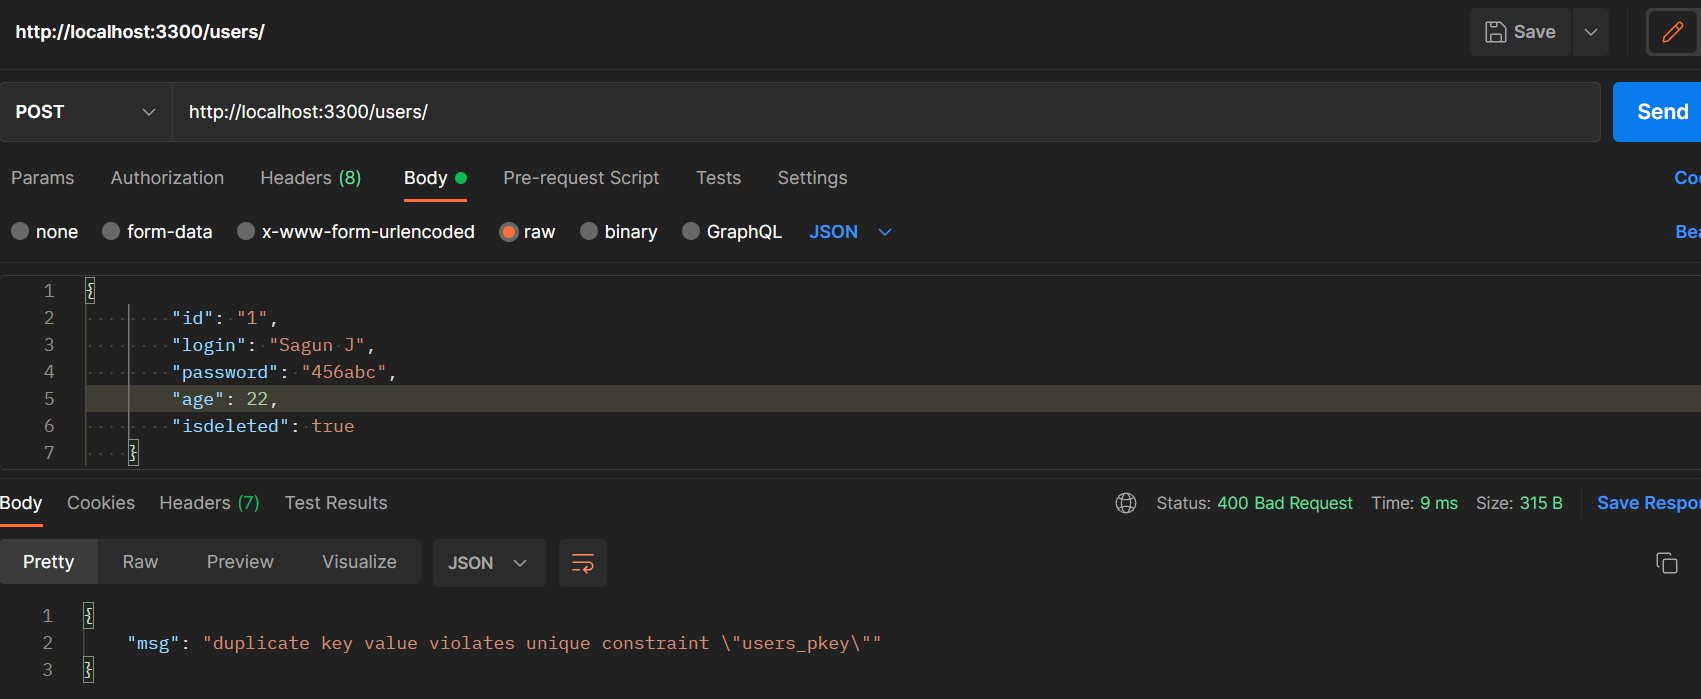 http://localhost:3300/users/
Save
POST http://localhost:3300/users/ Send
Params Authorization Headers (8) Body Pre-request Script Tests Settings
none form-data x-www-form-urlencoded raw binary GraphQL JSON
1 {
2 "id": "1",
3 "login": "Sagun J",
4 "password": "456abc",
5 "age": 22,
6 "isdeleted": true
7 }
Body Cookies Headers (7) Test Results Status: 400 Bad Request Time: 9 ms Size: 315 B Save Respo
Pretty Raw Preview Visualize JSON
1 {
2 "msg": "duplicate key value violates unique constraint \"users_pkey\""
3 }